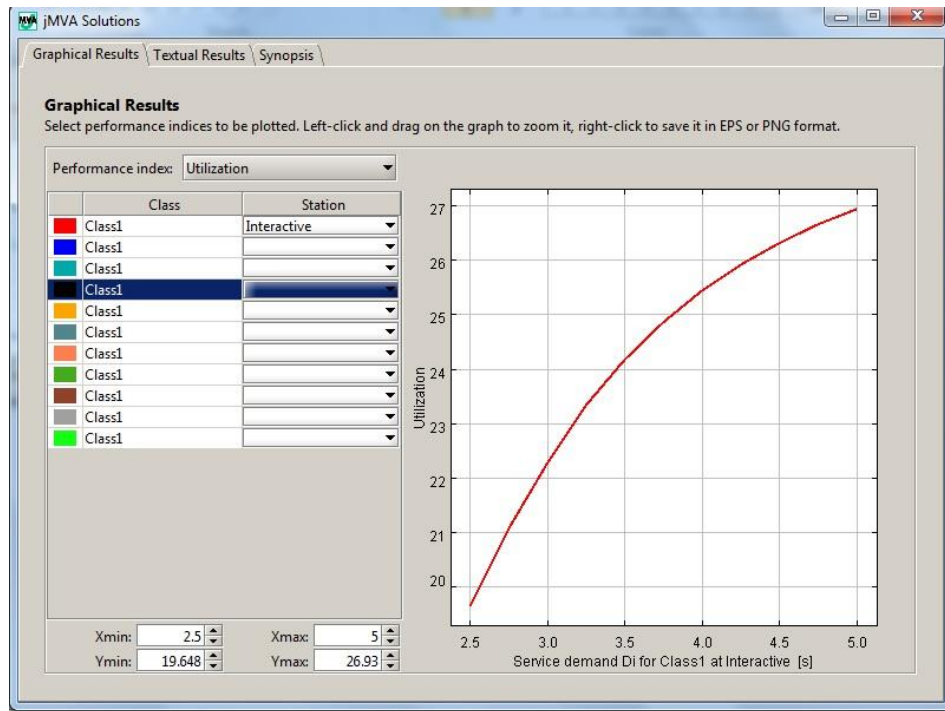 jMVA Solutions
Graphical Results Textual Results Synopsis
Graphical Results
Select performance indices to be plotted. Left-click and drag on the graph to zoom it, right-click to save it in EPS or PNG format.
Performance index: Utilization
Class Station
Class1 Interactive
Class1
Class1
Class1
Class1
Class1
Class1
Class1
Class1
Class1
Class1
Xmin: 2.5 Xmax: 5
Ymin: 19.648 Ymax: 26.93
27
26
25
24
23
22
21
20
Utilization
2.5 3.0 3.5 4.0 4.5 5.0
Service demand Di for Class1 at Interactive [s]